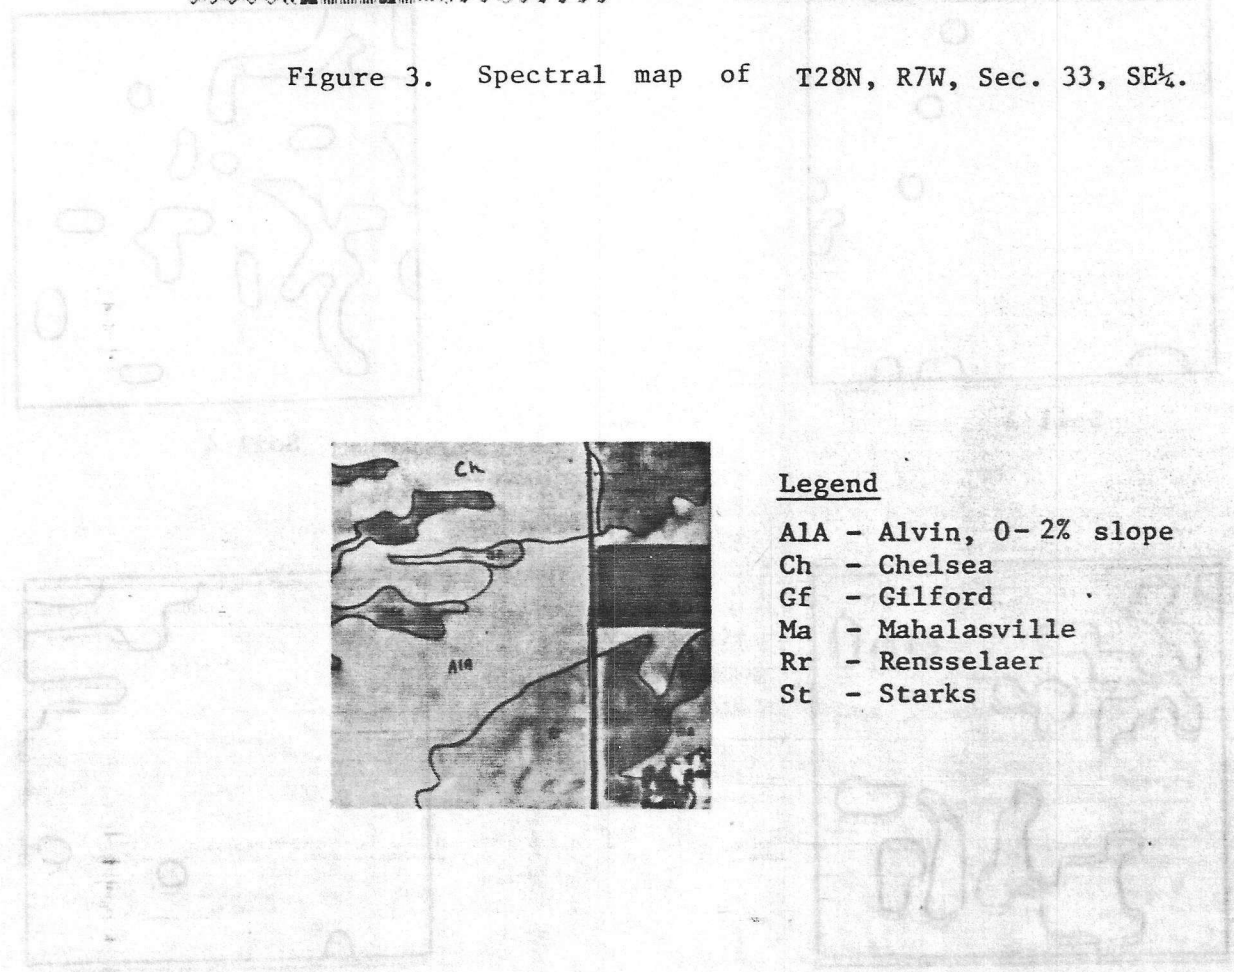 Figure 3. Spectral map of T28N, R7W, Sec. 33, SE¼.
Ch
Legend
AlA - Alvin, 0-2% slope
Ch - Chelsea
Gf - Gilford
Ma - Mahalasville
Rr - Rensselaer
St - Starks
AlA